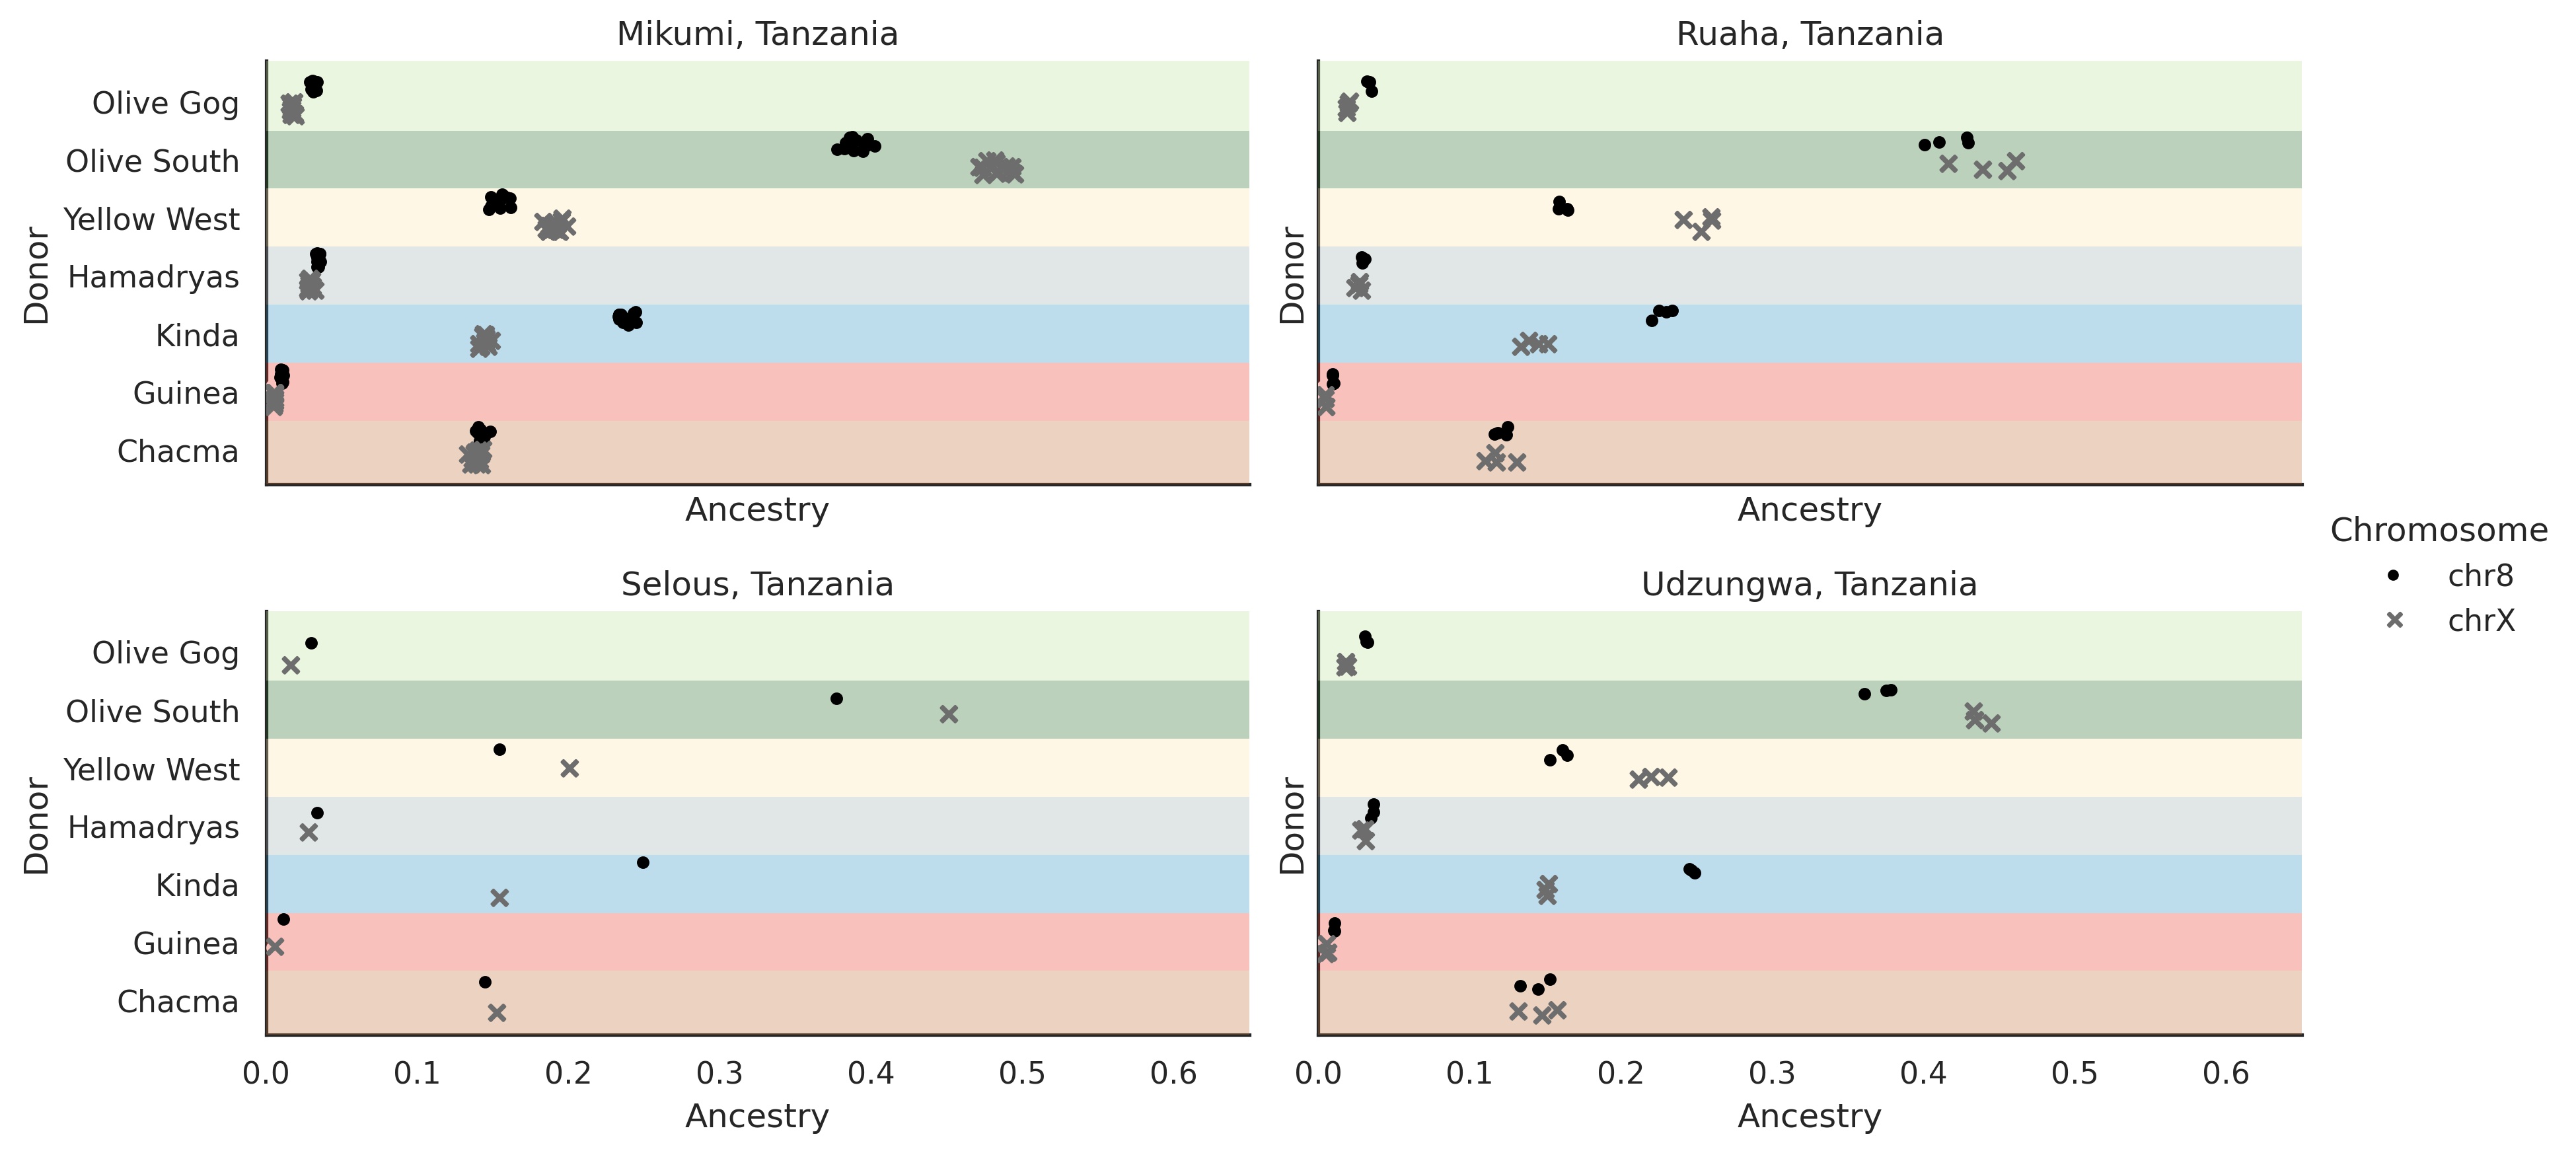 Mikumi, Tanzania
Ruaha, Tanzania
Donor
Olive Gog
Olive South
Yellow West
Hamadryas
Kinda
Guinea
Chacma
Ancestry
Donor
Ancestry
Chromosome
chr8
chrX
Selous, Tanzania
Udzungwa, Tanzania
Donor
Olive Gog
Olive South
Yellow West
Hamadryas
Kinda
Guinea
Chacma
0.0 0.1 0.2 0.3 0.4 0.5 0.6
Ancestry
Donor
0.0 0.1 0.2 0.3 0.4 0.5 0.6
Ancestry